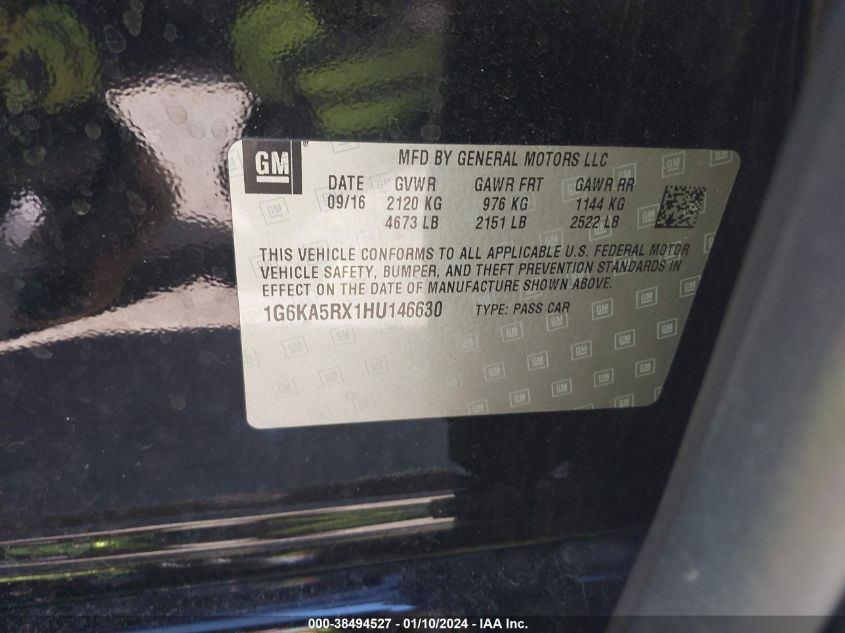 GM ®
MFD BY GENERAL MOTORS LLC
DATE GVWR GAWR FRT GAWR RR
09/16 2120 KG 976 KG 1144 KG
4673 LB 2151 LB 2522 LB
THIS VEHICLE CONFORMS TO ALL APPLICABLE U.S. FEDERAL MOTOR
VEHICLE SAFETY, BUMPER, AND THEFT PREVENTION STANDARDS IN
EFFECT ON THE DATE OF MANUFACTURE SHOWN ABOVE.
1G6KA5RX1HU146630 TYPE: PASS CAR
000-38494527 - 01/10/2024 - IAA Inc.